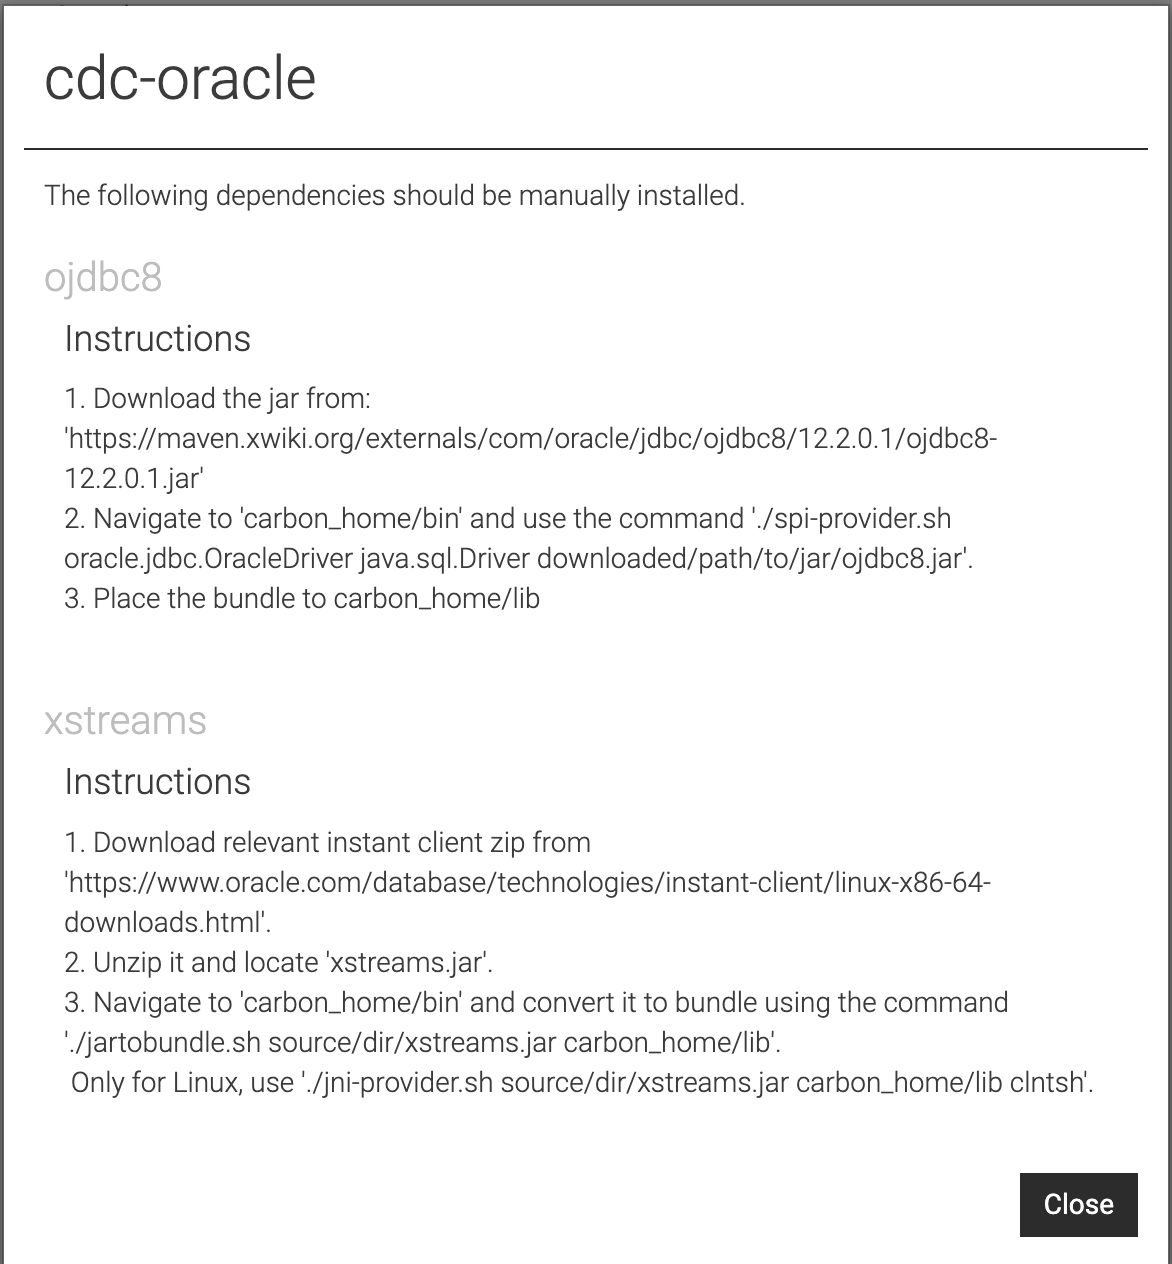 cdc-oracle
The following dependencies should be manually installed.
ojdbc8
Instructions
1. Download the jar from:
'https://maven.xwiki.org/externals/com/oracle/jdbc/ojdbc8/12.2.0.1/ojdbc8-
12.2.0.1.jar'
2. Navigate to 'carbon_home/bin' and use the command './spi-provider.sh
oracle.jdbc.OracleDriver java.sql.Driver downloaded/path/to/jar/ojdbc8.jar'.
3. Place the bundle to carbon_home/lib
xstreams
Instructions
1. Download relevant instant client zip from
'https://www.oracle.com/database/technologies/instant-client/linux-x86-64-
downloads.html'.
2. Unzip it and locate 'xstreams.jar'.
3. Navigate to 'carbon_home/bin' and convert it to bundle using the command
'./jartobundle.sh source/dir/xstreams.jar carbon_home/lib'.
Only for Linux, use './jni-provider.sh source/dir/xstreams.jar carbon_home/lib clntsh'.
Close